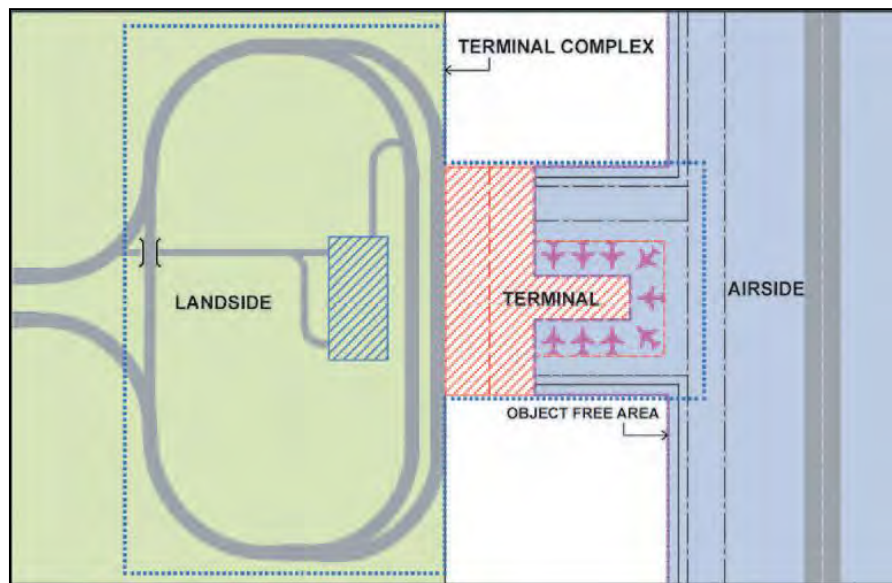 TERMINAL COMPLEX
LANDSIDE
TERMINAL
AIRSIDE
OBJECT FREE AREA